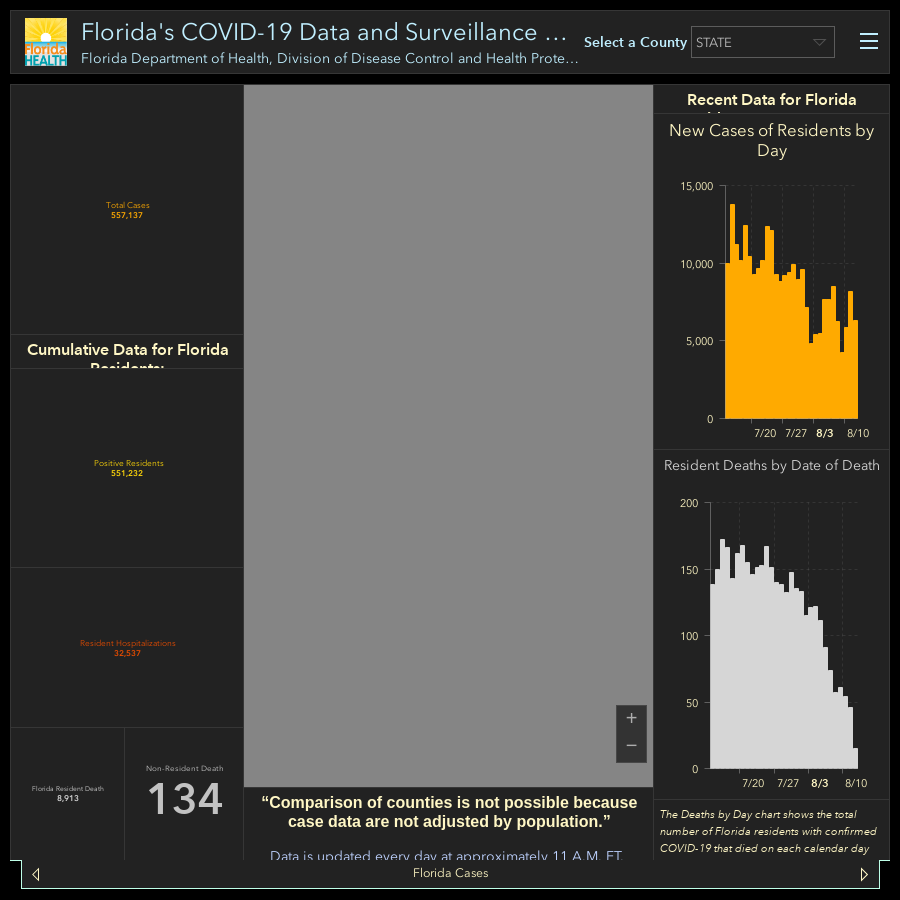 Florida
HEALTH
Florida's COVID-19 Data and Surveillance ...
Florida Department of Health, Division of Disease Control and Health Prote...
Select a County
STATE
Total Cases
557,137
Cumulative Data for Florida
Residents:
Positive Residents
551,232
Resident Hospitalizations
32,537
Florida Resident Death
8,913
Non-Resident Death
134
+
−
“Comparison of counties is not possible because
case data are not adjusted by population.”
Data is updated every day at approximately 11 A.M. ET.
Recent Data for Florida
New Cases of Residents by
Day
15,000
10,000
5,000
0
7/20 7/27 8/3 8/10
Resident Deaths by Date of Death
200
150
100
50
0
7/20 7/27 8/3 8/10
The Deaths by Day chart shows the total
number of Florida residents with confirmed
COVID-19 that died on each calendar day
Florida Cases